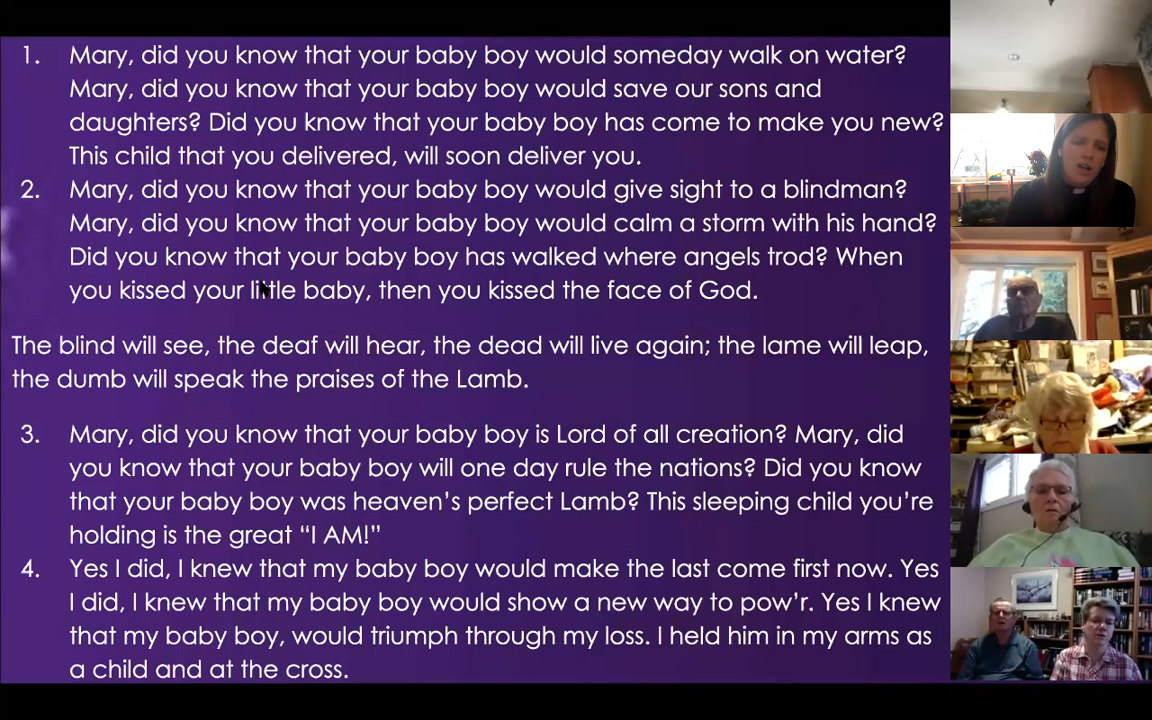 1. Mary, did you know that your baby boy would someday walk on water?
Mary, did you know that your baby boy would save our sons and
daughters? Did you know that your baby boy has come to make you new?
This child that you delivered, will soon deliver you.
2. Mary, did you know that your baby boy would give sight to a blindman?
Mary, did you know that your baby boy would calm a storm with his hand?
Did you know that your baby boy has walked where angels trod? When
you kissed your little baby, then you kissed the face of God.
The blind will see, the deaf will hear, the dead will live again; the lame will leap,
the dumb will speak the praises of the Lamb.
3. Mary, did you know that your baby boy is Lord of all creation? Mary, did
you know that your baby boy will one day rule the nations? Did you know
that your baby boy was heaven’s perfect Lamb? This sleeping child you’re
holding is the great “I AM!”
4. Yes I did, I knew that my baby boy would make the last come first now. Yes
I did, I knew that my baby boy would show a new way to pow’r. Yes I knew
that my baby boy, would triumph through my loss. I held him in my arms as
a child and at the cross.